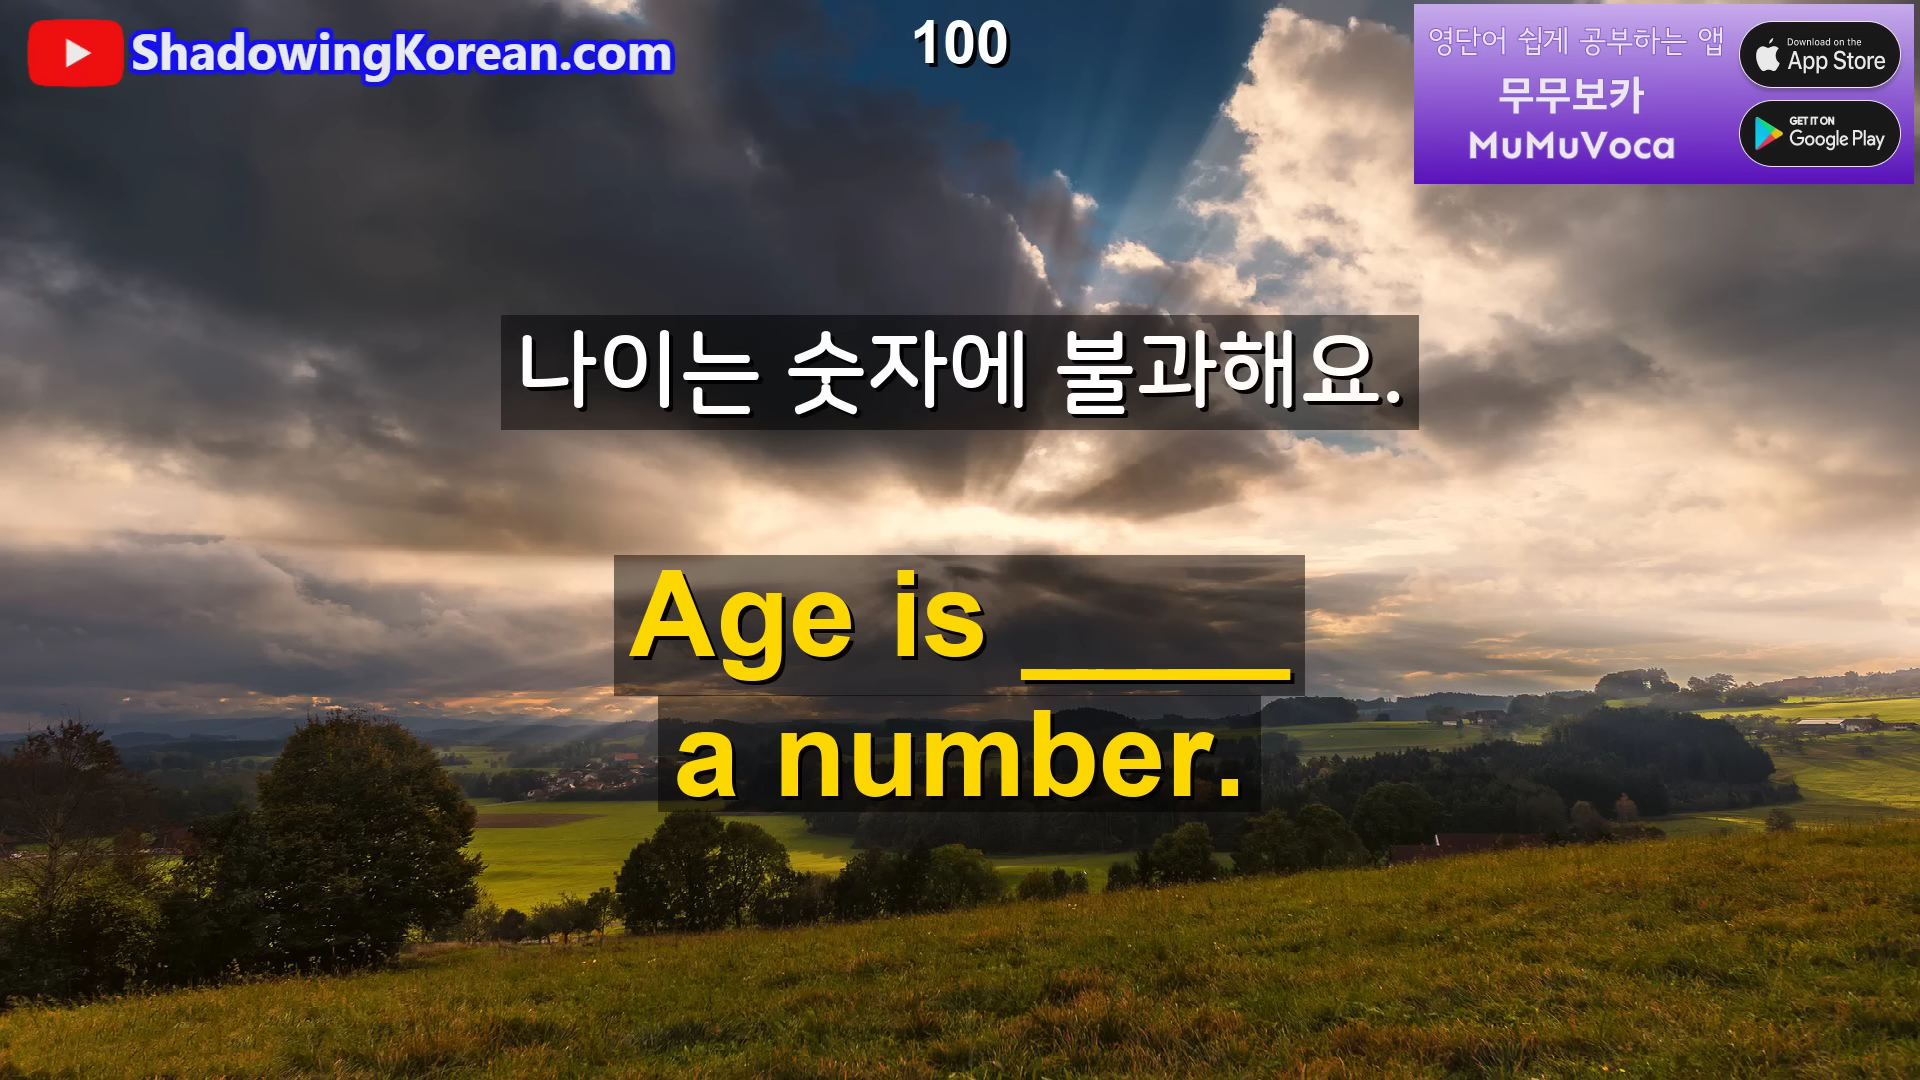 ShadowingKorean.com
100
영단어 쉽게 공부하는 앱
무무보카
MuMuVoca
Download on the
App Store
GET IT ON
Google Play
나이는 숫자에 불과해요.
Age is _____
a number.